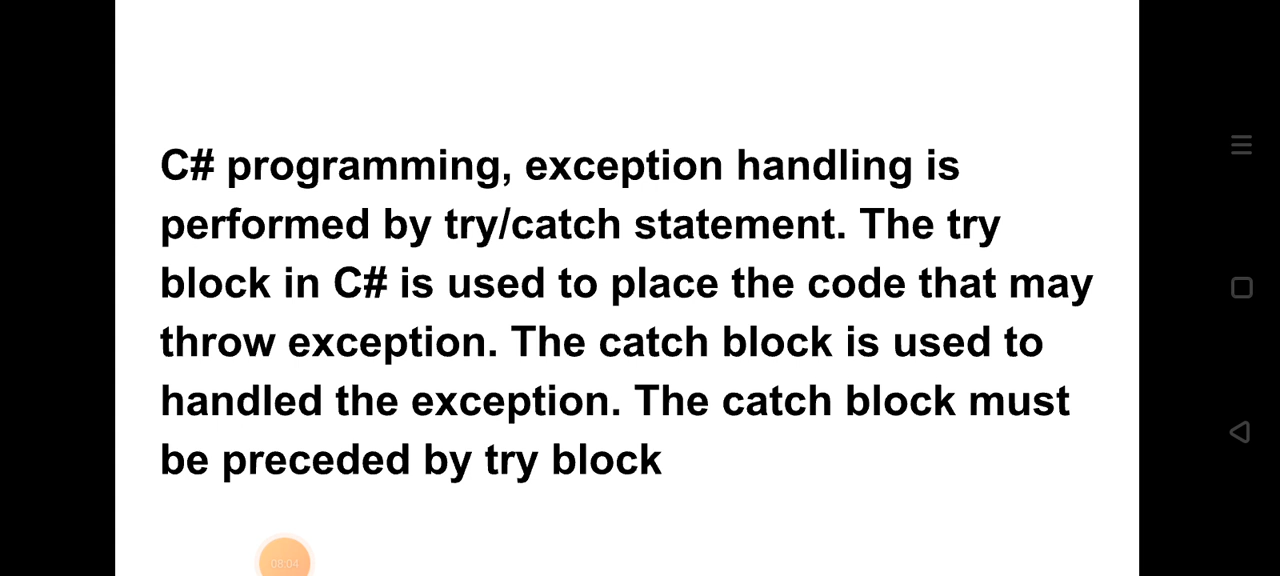 C# programming, exception handling is
performed by try/catch statement. The try
block in C# is used to place the code that may
throw exception. The catch block is used to
handled the exception. The catch block must
be preceded by try block
08:04